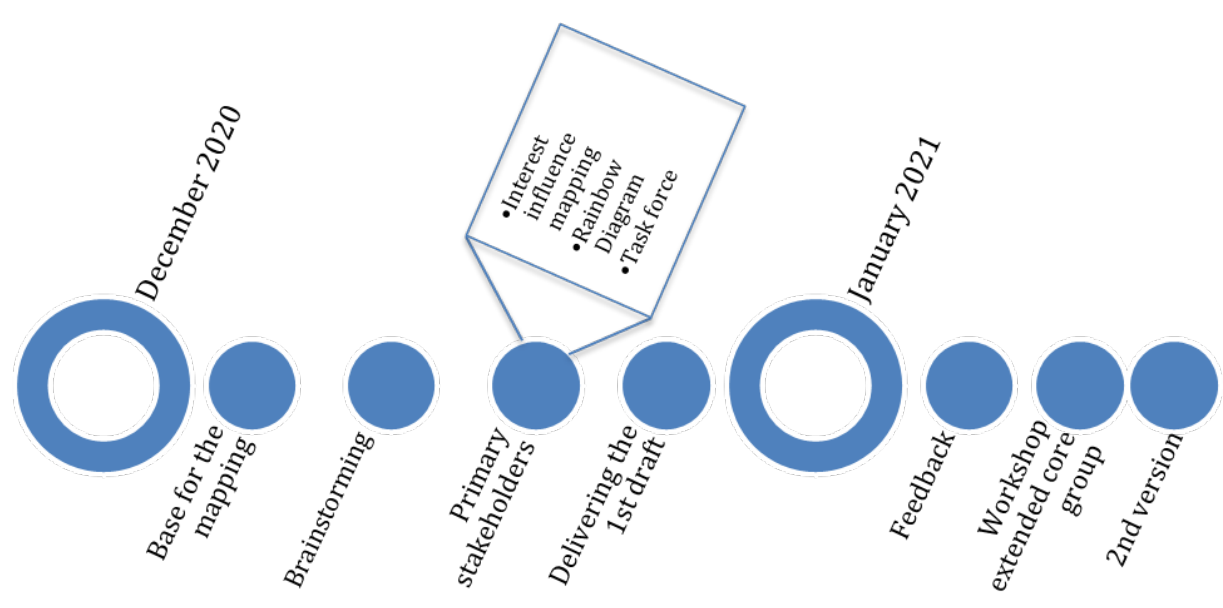 December 2020
Base for the
mapping
Brainstorming
Primary
stakeholders
•Interest
influence
mapping
•Rainbow
Diagram
•Task force
Delivering the
1st draft
January 2021
Feedback
Workshop
extended core
group
2nd version